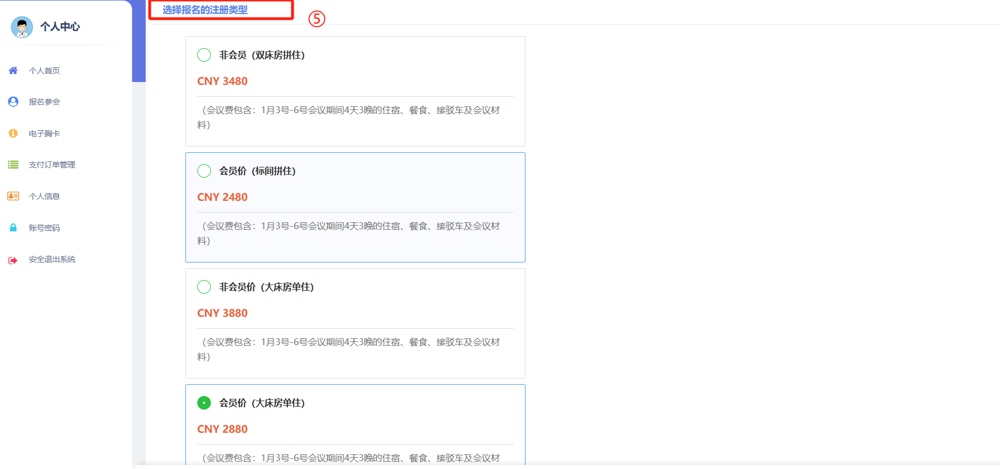 个人中心
个人首页
报名参会
电子胸卡
支付订单管理
个人信息
账号密码
安全退出系统
选择报名的注册类型
⑤
非会员（双床房拼住）
CNY 3480
（会议费包含：1月3号-6号会议期间4天3晚的住宿、餐食、接驳车及会议材
料）
会员价（标间拼住）
CNY 2480
（会议费包含：1月3号-6号会议期间4天3晚的住宿、餐食、接驳车及会议材
料）
非会员价（大床房单住）
CNY 3880
（会议费包含：1月3号-6号会议期间4天3晚的住宿、餐食、接驳车及会议材
料）
会员价（大床房单住）
CNY 2880
（会议费包含：1月3号-6号会议期间4天3晚的住宿、餐食、接驳车及会议材